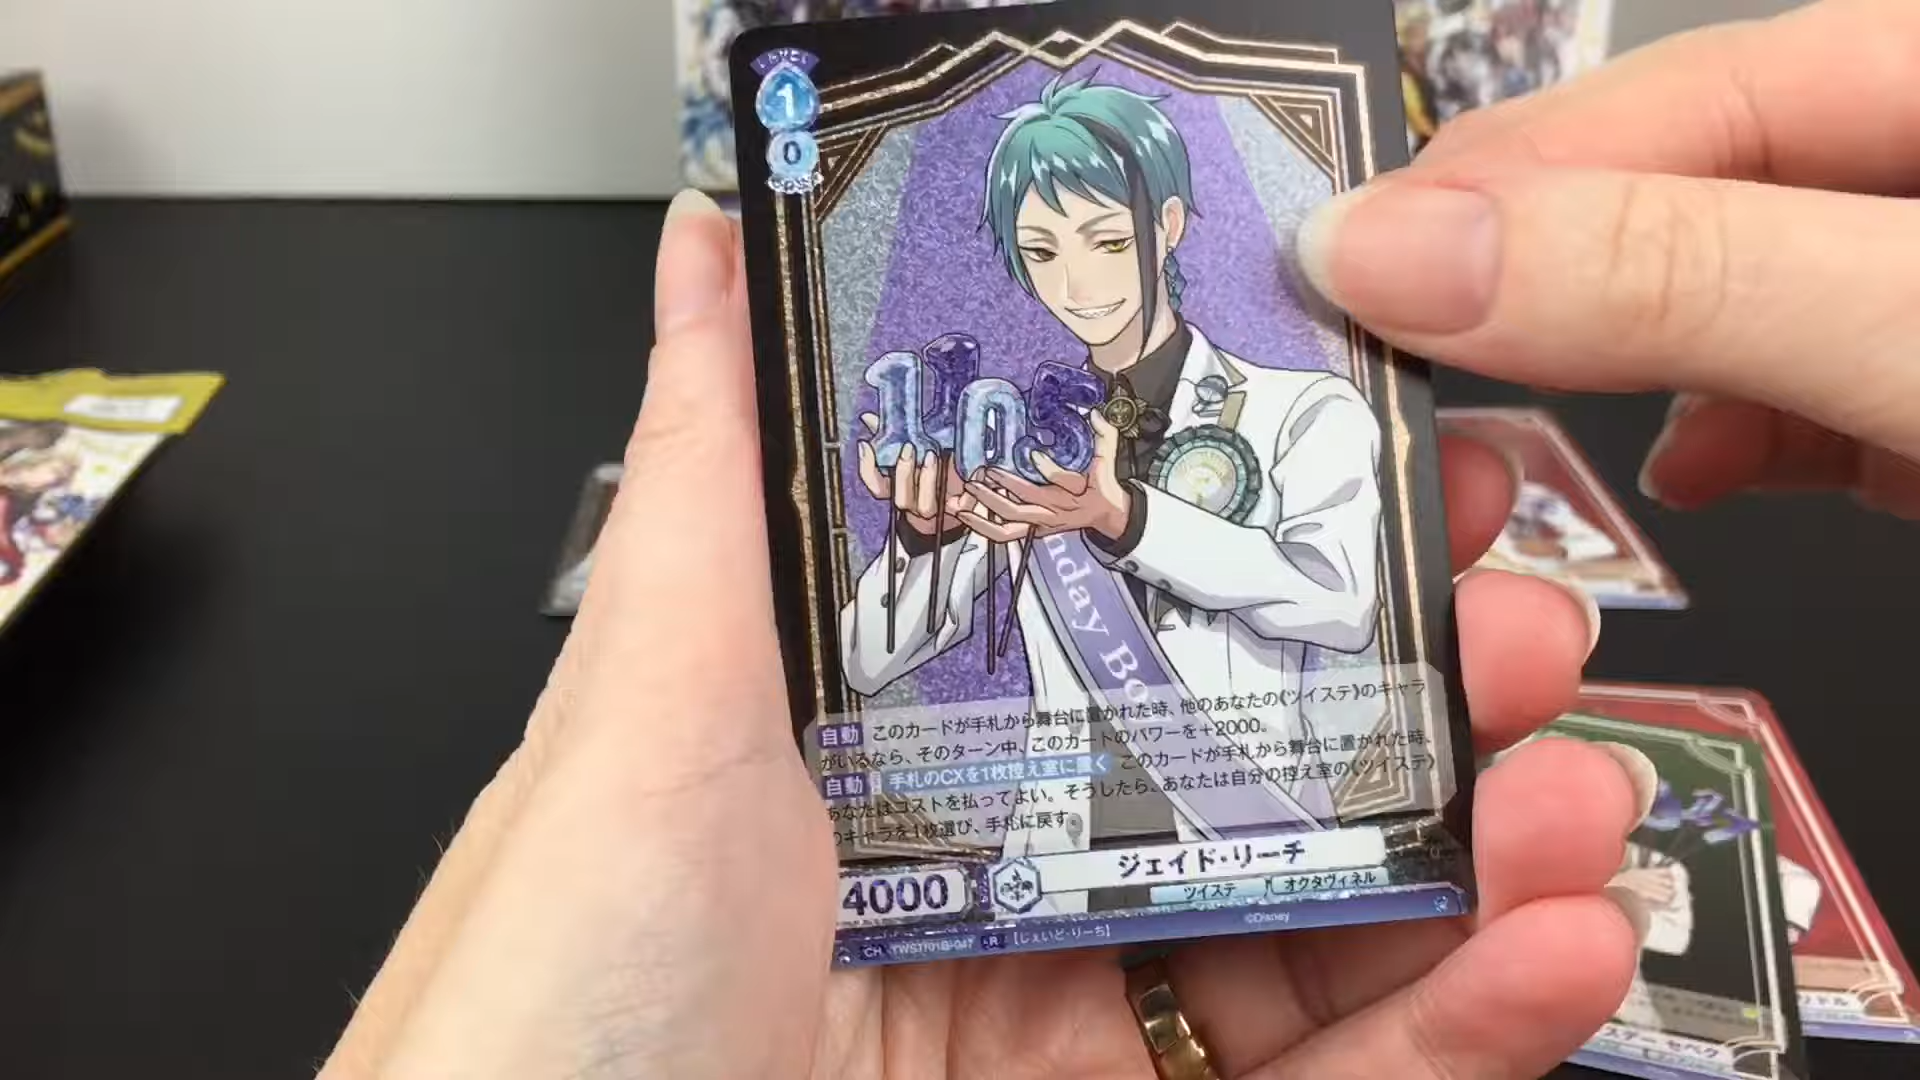 LEVEL
1
0
1105
nday Bo
自動 このカードが手札から舞台に置かれた時、他のあなたの《ツイステ》のキャラ
がいるなら、そのターン中、このカードのパワーを+2000。
自動 手札のCXを1枚控え室に置く このカードが手札から舞台に置かれた時、
あなたはコストを払ってよい。そうしたら、あなたは自分の控え室の《ツイステ》
のキャラを1枚選び、手札に戻す
ジェイド・リーチ
4000
ツイステ オクタヴィネル
©Disney
CH R 【じぇいど・りーち】
セベク